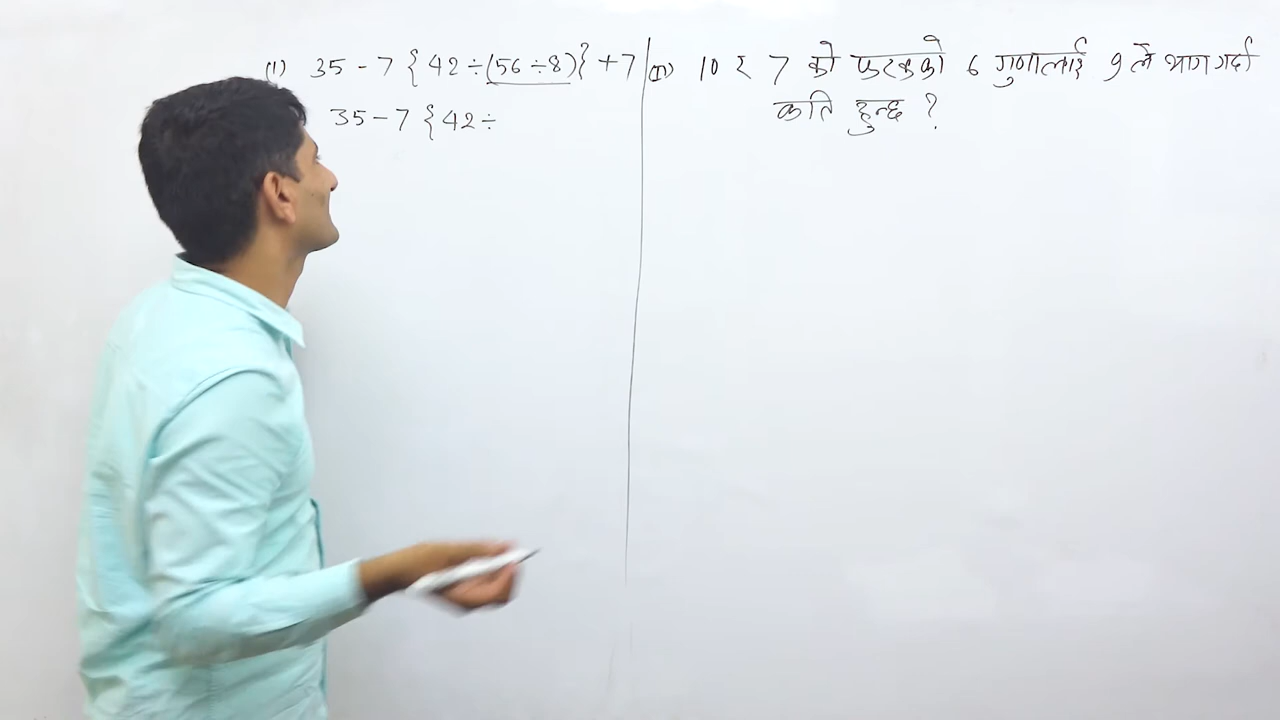 (i) 35 - 7 { 42 ÷ (56 ÷ 8) } + 7
35 - 7 { 42 ÷
(II) 10 र 7 को फरकको 6 गुणालाई 9 ले भाग गर्दा
कति हुन्छ ?